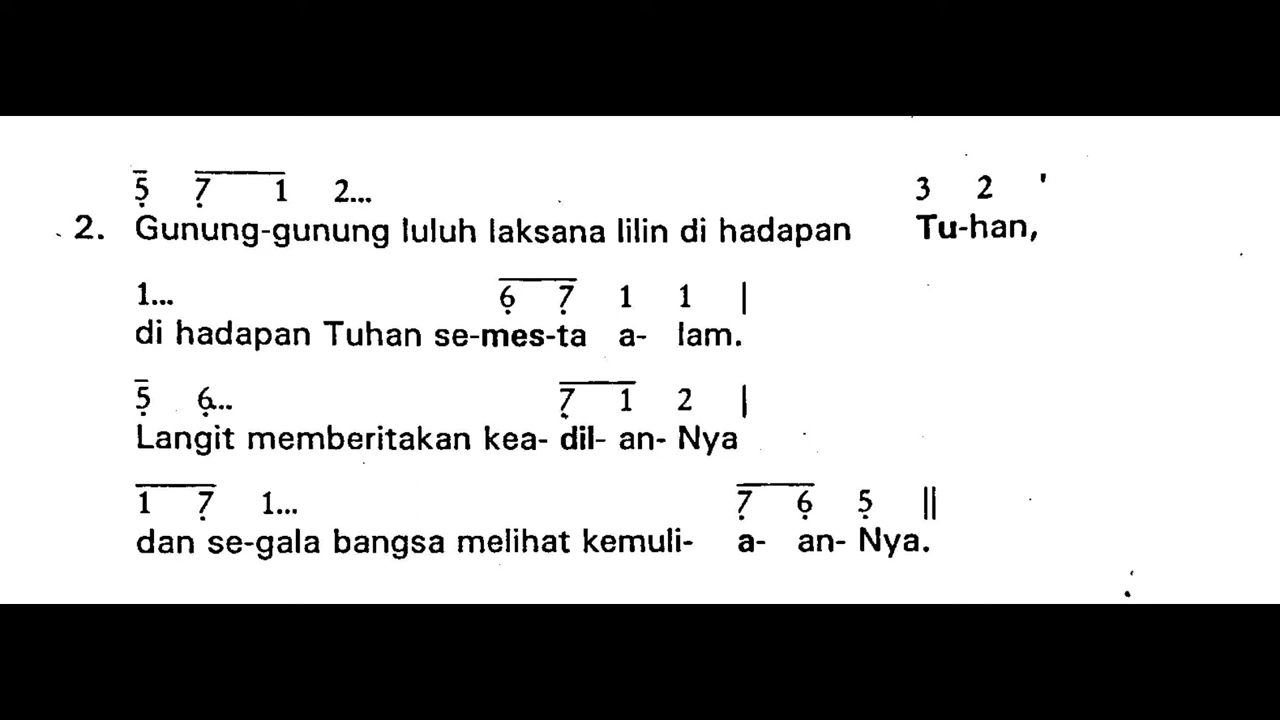 5̣ 7̣ 1 2... 3 2 '
2. Gunung-gunung luluh laksana lilin di hadapan Tu-han,
1... 6̣ 7̣ 1 1 |
di hadapan Tuhan se-mes-ta a- lam.
5̣ 6̣... 7̣ 1 2 |
Langit memberitakan kea- dil- an- Nya
1 7̣ 1... 7̣ 6̣ 5̣ ||
dan se-gala bangsa melihat kemuli- a- an- Nya.